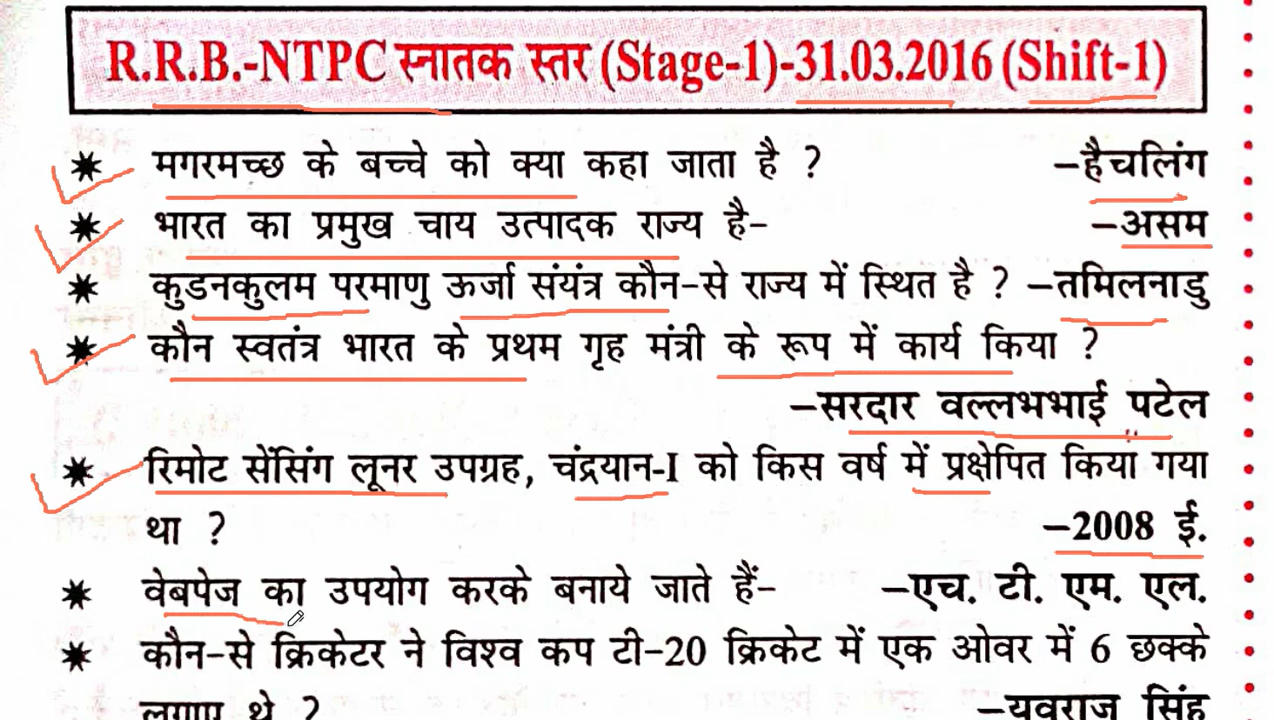 R.R.B.-NTPC स्नातक स्तर (Stage-1)-31.03.2016 (Shift-1)
✷ मगरमच्छ के बच्चे को क्या कहा जाता है ? –हैचलिंग
✷ भारत का प्रमुख चाय उत्पादक राज्य है– –असम
✷ कुडनकुलम परमाणु ऊर्जा संयंत्र कौन-से राज्य में स्थित है ? –तमिलनाडु
✷ कौन स्वतंत्र भारत के प्रथम गृह मंत्री के रूप में कार्य किया ?
–सरदार वल्लभभाई पटेल
✷ रिमोट सेंसिंग लूनर उपग्रह, चंद्रयान-I को किस वर्ष में प्रक्षेपित किया गया
था ? –2008 ई.
✷ वेबपेज का उपयोग करके बनाये जाते हैं– –एच. टी. एम. एल.
✷ कौन-से क्रिकेटर ने विश्व कप टी-20 क्रिकेट में एक ओवर में 6 छक्के
लगाए थे ? –युवराज सिंह